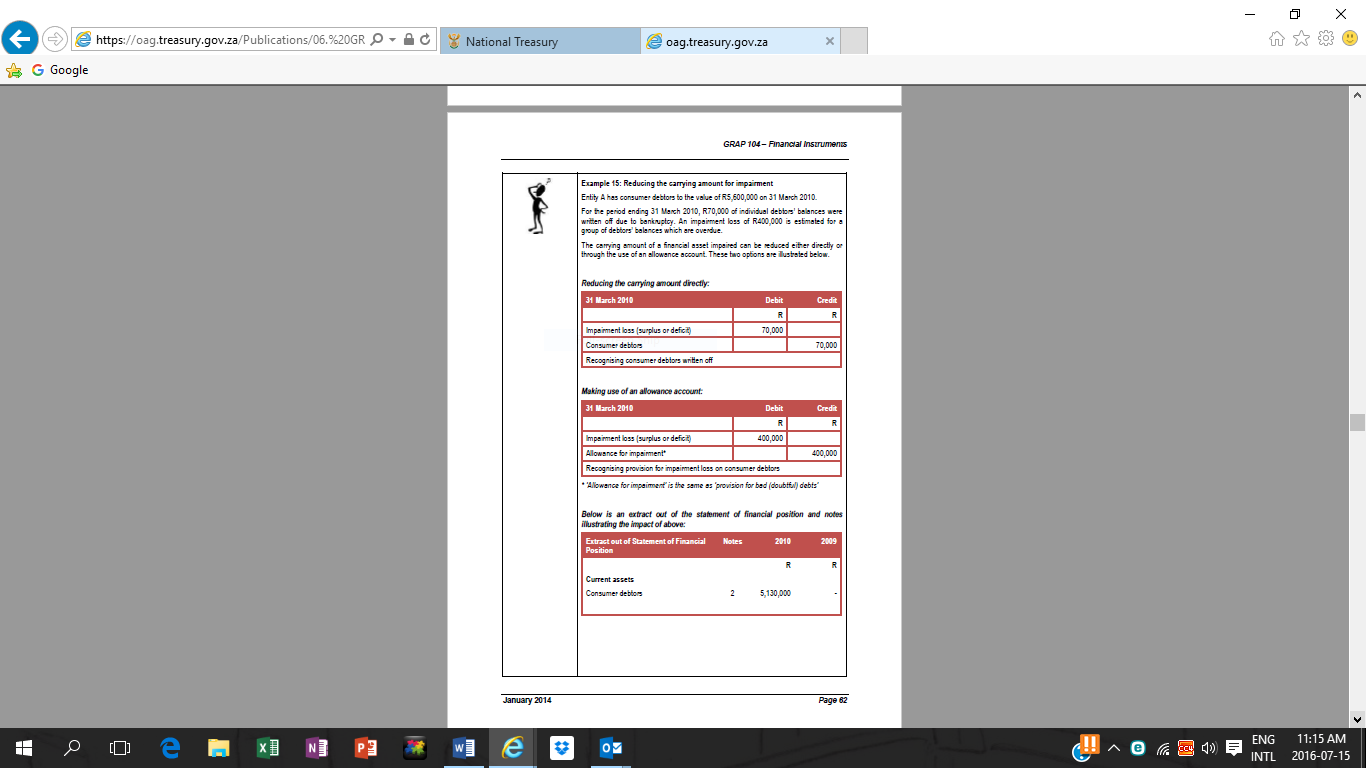 https://oag.treasury.gov.za/Publications/06.%20GR
National Treasury
oag.treasury.gov.za
Google
GRAP 104 – Financial Instruments
Example 15: Reducing the carrying amount for impairment
Entity A has consumer debtors to the value of R5,600,000 on 31 March 2010.
For the period ending 31 March 2010, R70,000 of individual debtors' balances were
written off due to bankruptcy. An impairment loss of R400,000 is estimated for a
group of debtors' balances which are overdue.
The carrying amount of a financial asset impaired can be reduced either directly or
through the use of an allowance account. These two options are illustrated below.
Reducing the carrying amount directly:
31 March 2010 Debit Credit
R R
Impairment loss (surplus or deficit) 70,000
Consumer debtors 70,000
Recognising consumer debtors written off
Making use of an allowance account:
31 March 2010 Debit Credit
R R
Impairment loss (surplus or deficit) 400,000
Allowance for impairment* 400,000
Recognising provision for impairment loss on consumer debtors
* 'Allowance for impairment' is the same as 'provision for bad (doubtful) debts'
Below is an extract out of the statement of financial position and notes
illustrating the impact of above:
Extract out of Statement of Financial Notes 2010 2009
Position
R R
Current assets
Consumer debtors 2 5,130,000 -
January 2014 Page 62
ENG 11:15 AM
INTL 2016-07-15